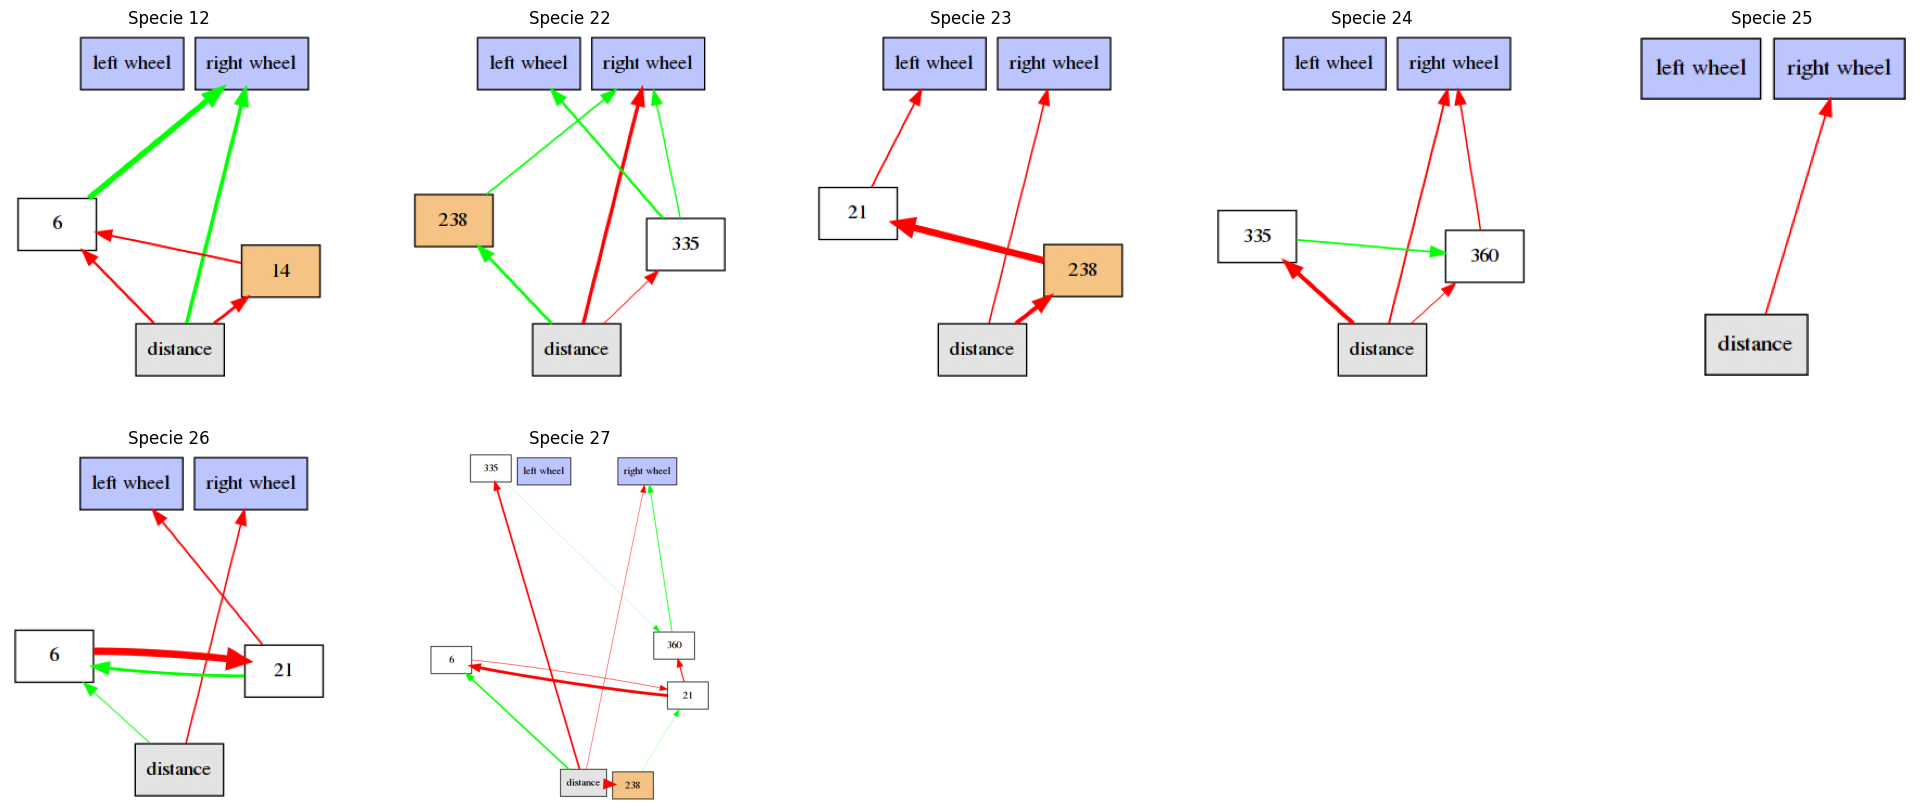 Specie 12
left wheel
right wheel
6
14
distance
Specie 22
left wheel
right wheel
238
335
distance
Specie 23
left wheel
right wheel
21
238
distance
Specie 24
left wheel
right wheel
335
360
distance
Specie 25
left wheel
right wheel
distance
Specie 26
left wheel
right wheel
6
21
distance
Specie 27
335
left wheel
right wheel
360
6
21
distance
238